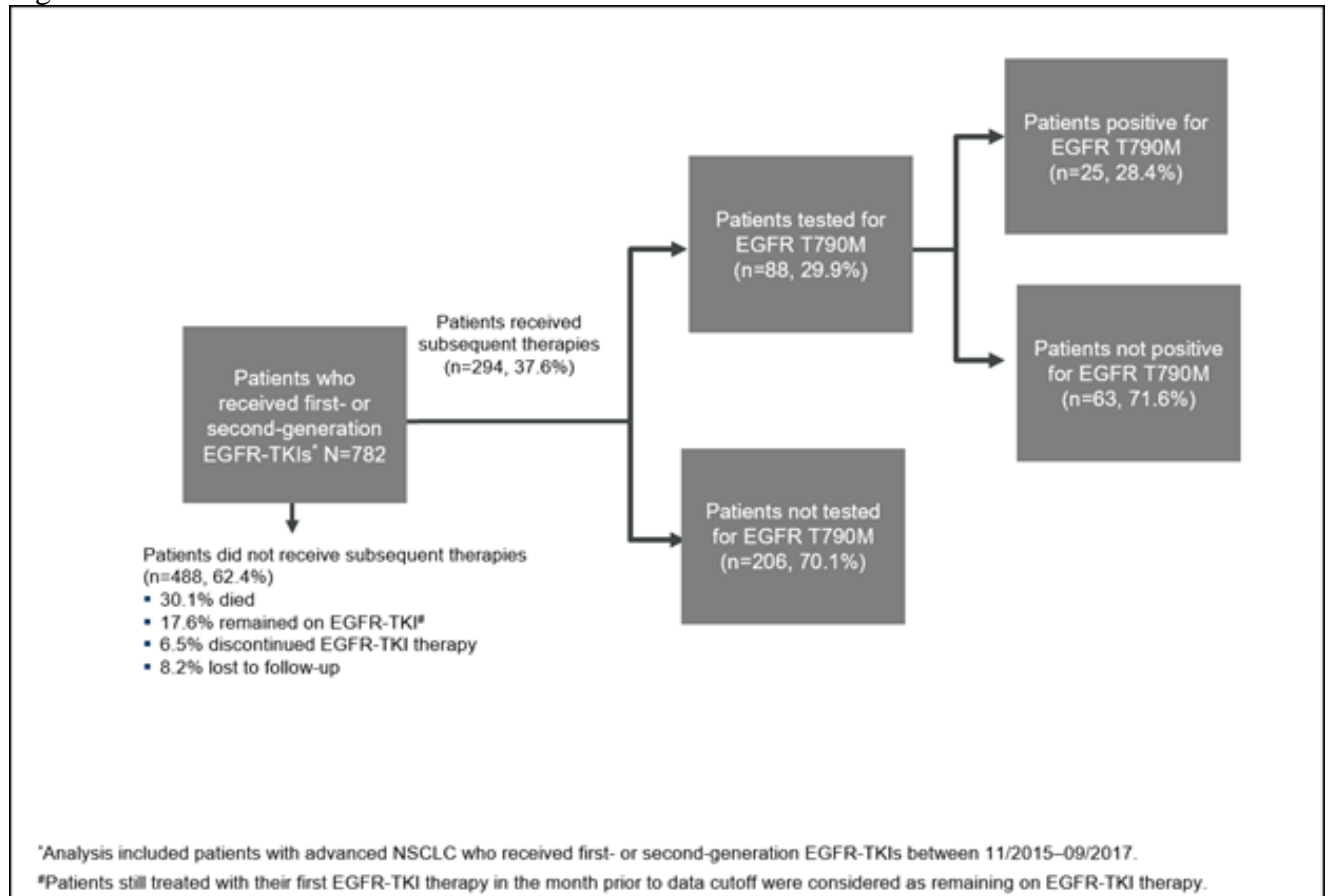 Patients positive for
EGFR T790M
(n=25, 28.4%)
Patients tested for
EGFR T790M
(n=88, 29.9%)
Patients received
subsequent therapies
(n=294, 37.6%)
Patients not positive
for EGFR T790M
(n=63, 71.6%)
Patients who
received first- or
second-generation
EGFR-TKIs* N=782
Patients not tested
for EGFR T790M
(n=206, 70.1%)
Patients did not receive subsequent therapies
(n=488, 62.4%)
▪ 30.1% died
▪ 17.6% remained on EGFR-TKI#
▪ 6.5% discontinued EGFR-TKI therapy
▪ 8.2% lost to follow-up
*Analysis included patients with advanced NSCLC who received first- or second-generation EGFR-TKIs between 11/2015–09/2017.
#Patients still treated with their first EGFR-TKI therapy in the month prior to data cutoff were considered as remaining on EGFR-TKI therapy.